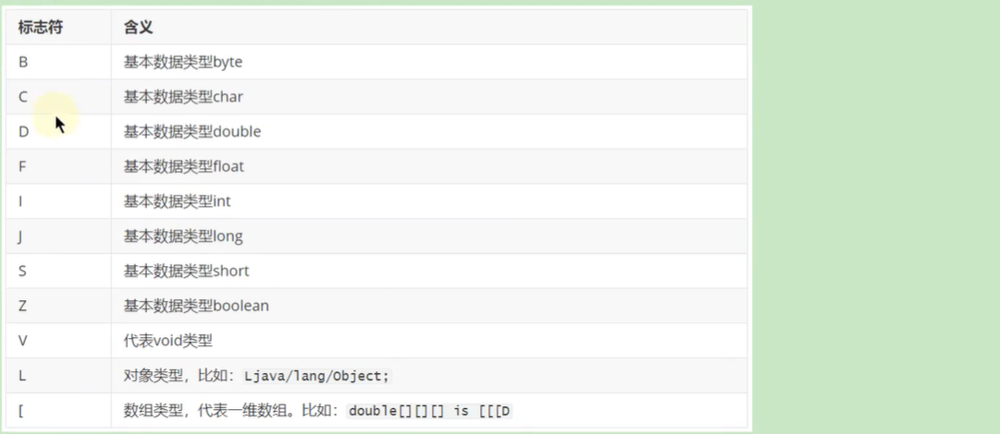 标志符 含义
B 基本数据类型byte
C 基本数据类型char
D 基本数据类型double
F 基本数据类型float
I 基本数据类型int
J 基本数据类型long
S 基本数据类型short
Z 基本数据类型boolean
V 代表void类型
L 对象类型，比如：Ljava/lang/Object;
[ 数组类型，代表一维数组。比如：double[][][] is [[[D